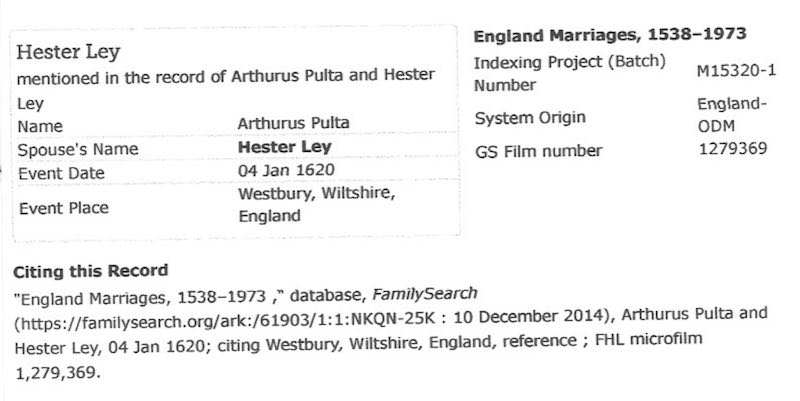 Hester Ley
mentioned in the record of Arthurus Pulta and Hester
Ley
Name Arthurus Pulta
Spouse's Name Hester Ley
Event Date 04 Jan 1620
Event Place Westbury, Wiltshire,
England
England Marriages, 1538–1973
Indexing Project (Batch)
Number M15320-1
System Origin England-
ODM
GS Film number 1279369
Citing this Record
"England Marriages, 1538–1973 ," database, FamilySearch
(https://familysearch.org/ark:/61903/1:1:NKQN-25K : 10 December 2014), Arthurus Pulta and
Hester Ley, 04 Jan 1620; citing Westbury, Wiltshire, England, reference ; FHL microfilm
1,279,369.